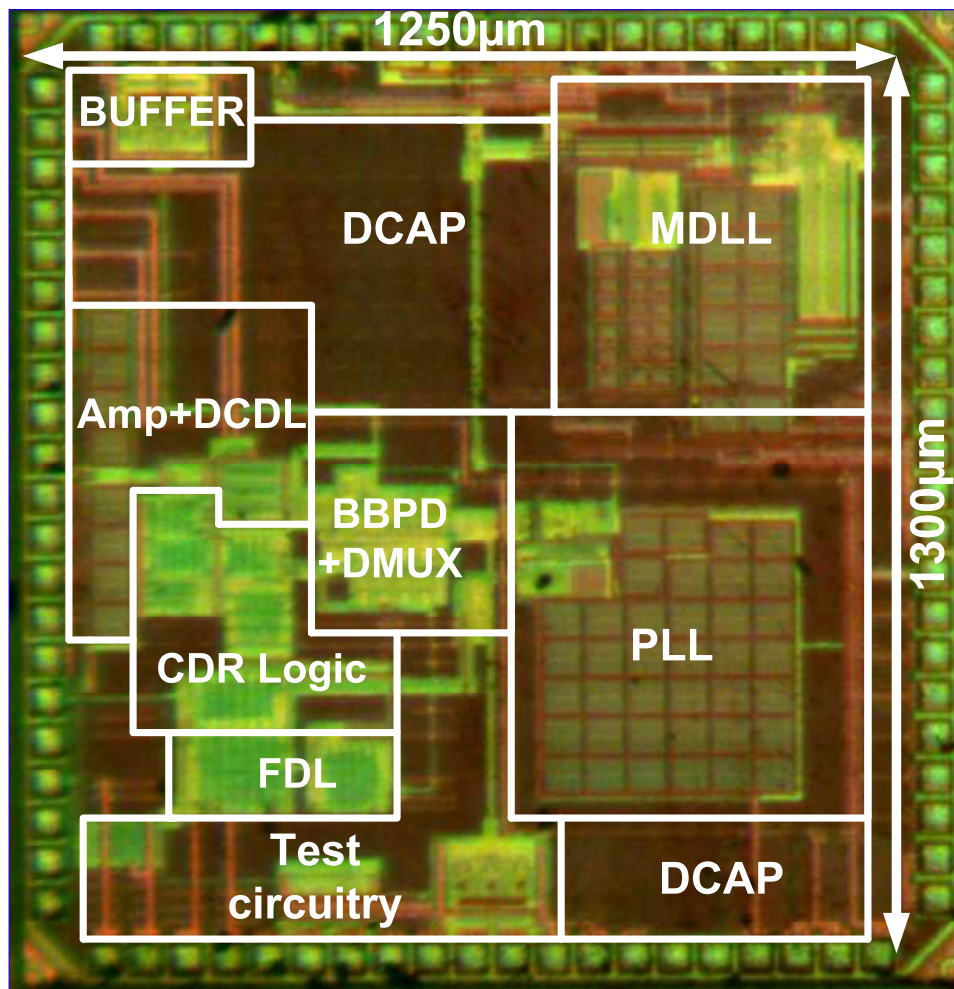 1250μm
BUFFER
DCAP
MDLL
Amp+DCDL
1300μm
BBPD
+DMUX
CDR Logic
PLL
FDL
Test
circuitry
DCAP